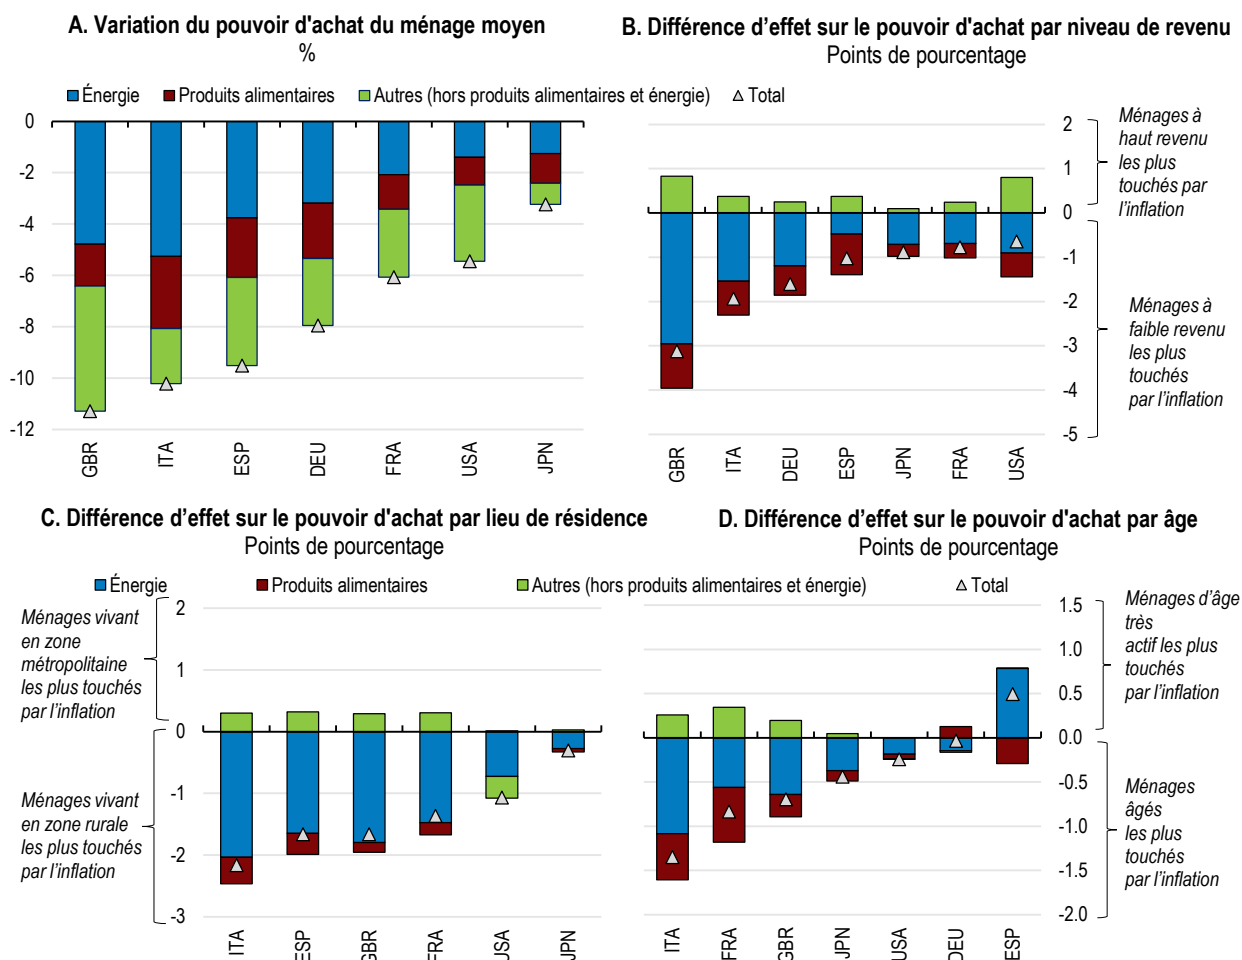 A. Variation du pouvoir d'achat du ménage moyen
%
B. Différence d’effet sur le pouvoir d'achat par niveau de revenu
Points de pourcentage
Énergie
Produits alimentaires
Autres (hors produits alimentaires et énergie)
Total
0
-2
-4
-6
-8
-10
-12
GBR
ITA
ESP
DEU
FRA
USA
JPN
2
1
0
-1
-2
-3
-4
-5
GBR
ITA
DEU
ESP
JPN
FRA
USA
Ménages à
haut revenu
les plus
touchés par
l’inflation
Ménages à
faible revenu
les plus
touchés
par l’inflation
C. Différence d’effet sur le pouvoir d'achat par lieu de résidence
Points de pourcentage
D. Différence d’effet sur le pouvoir d'achat par âge
Points de pourcentage
Énergie
Produits alimentaires
Autres (hors produits alimentaires et énergie)
Total
Ménages vivant
en zone
métropolitaine
les plus touchés
par l’inflation
Ménages vivant
en zone rurale
les plus touchés
par l’inflation
2
1
0
-1
-2
-3
ITA
ESP
GBR
FRA
USA
JPN
1.5
1.0
0.5
0.0
-0.5
-1.0
-1.5
-2.0
ITA
FRA
GBR
JPN
USA
DEU
ESP
Ménages d’âge
très
actif les plus
touchés
par l’inflation
Ménages
âgés
les plus
touchés
par l’inflation